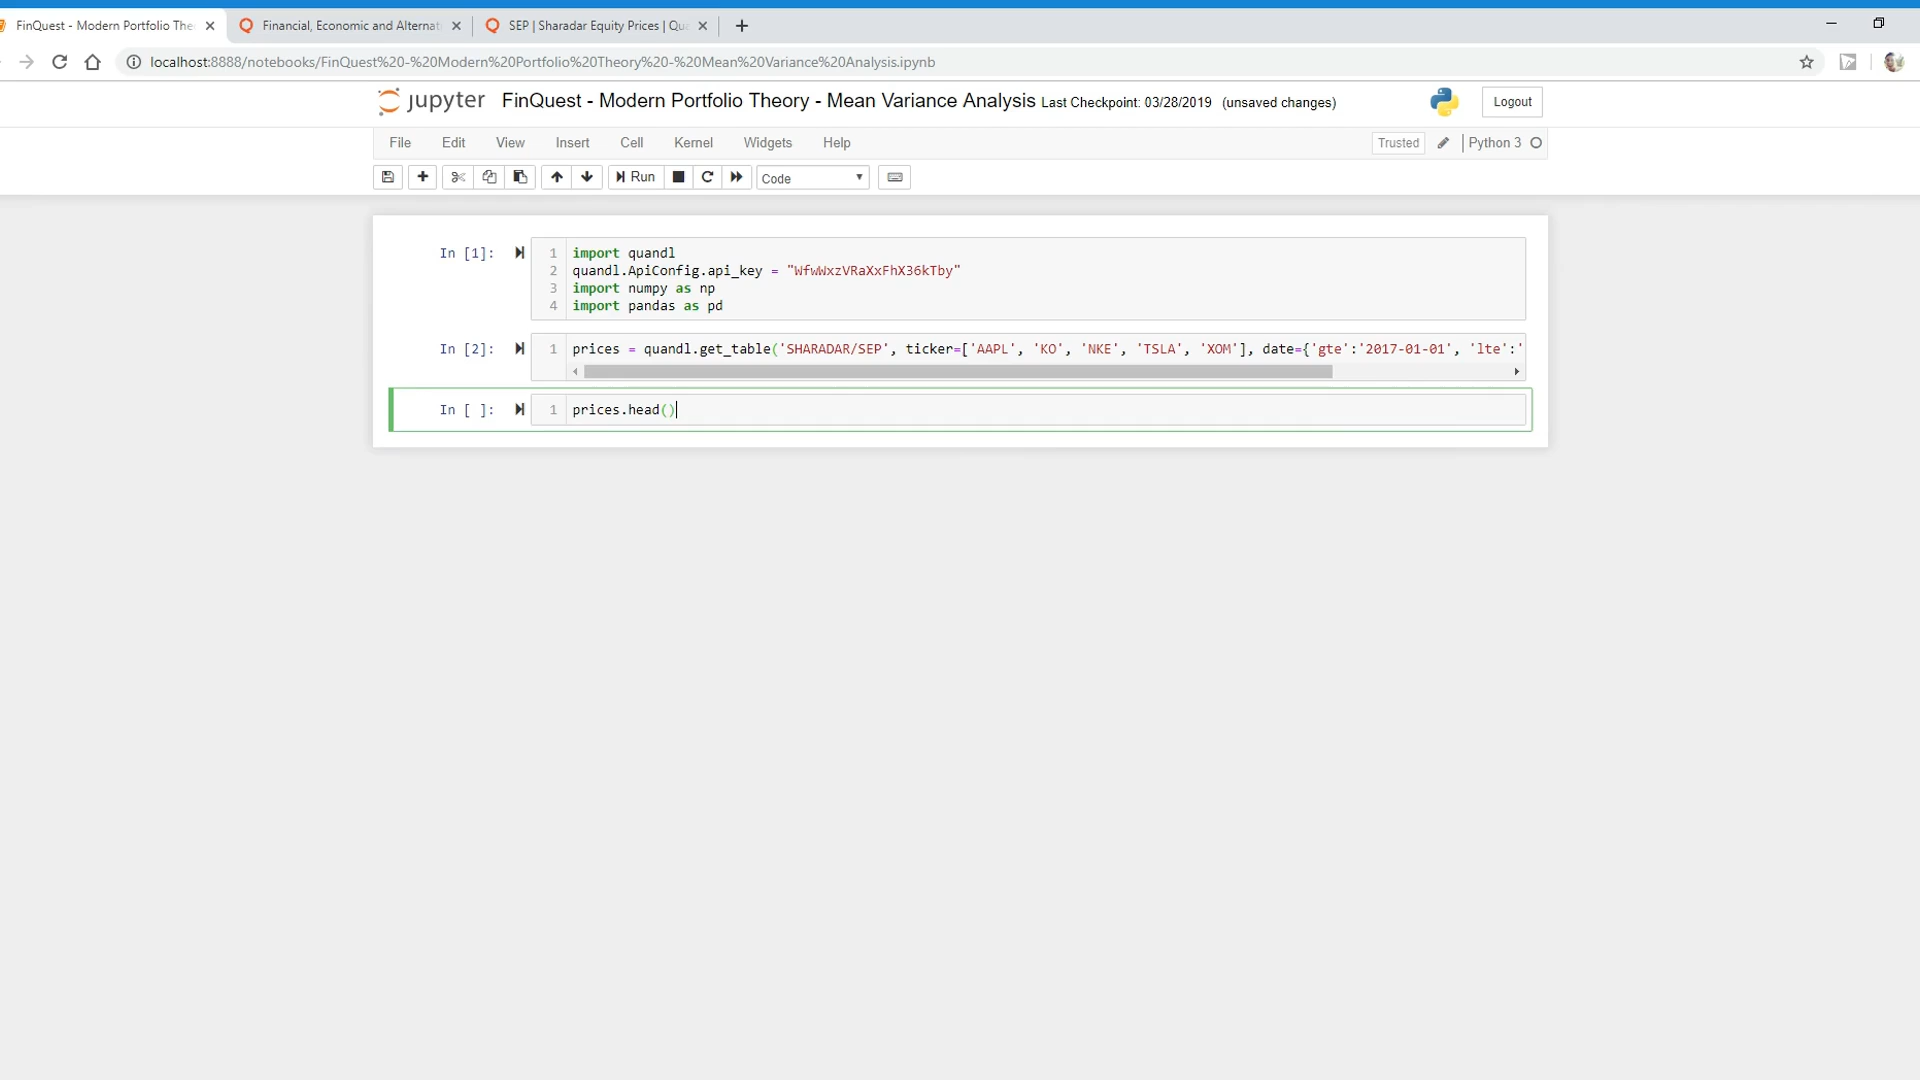 FinQuest - Modern Portfolio The
Financial, Economic and Alternat
SEP | Sharadar Equity Prices | Qu
localhost:8888/notebooks/FinQuest%20-%20Modern%20Portfolio%20Theory%20-%20Mean%20Variance%20Analysis.ipynb
jupyter FinQuest - Modern Portfolio Theory - Mean Variance Analysis Last Checkpoint: 03/28/2019 (unsaved changes)
Logout
File Edit View Insert Cell Kernel Widgets Help
Trusted Python 3
Run Code
In [1]:
1 import quandl
2 quandl.ApiConfig.api_key = "WfwWxzVRaXxFhX36kTby"
3 import numpy as np
4 import pandas as pd
In [2]:
1 prices = quandl.get_table('SHARADAR/SEP', ticker=['AAPL', 'KO', 'NKE', 'TSLA', 'XOM'], date={'gte':'2017-01-01', 'lte':'
In [ ]:
1 prices.head()